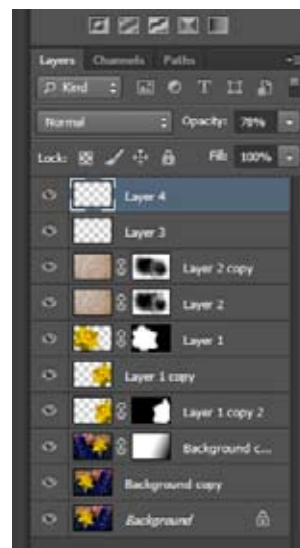 Layers Channels Paths
Kind T
Normal Opacity: 78%
Lock: Fill: 100%
Layer 4
Layer 3
Layer 2 copy
Layer 2
Layer 1
Layer 1 copy
Layer 1 copy 2
Background c...
Background copy
Background